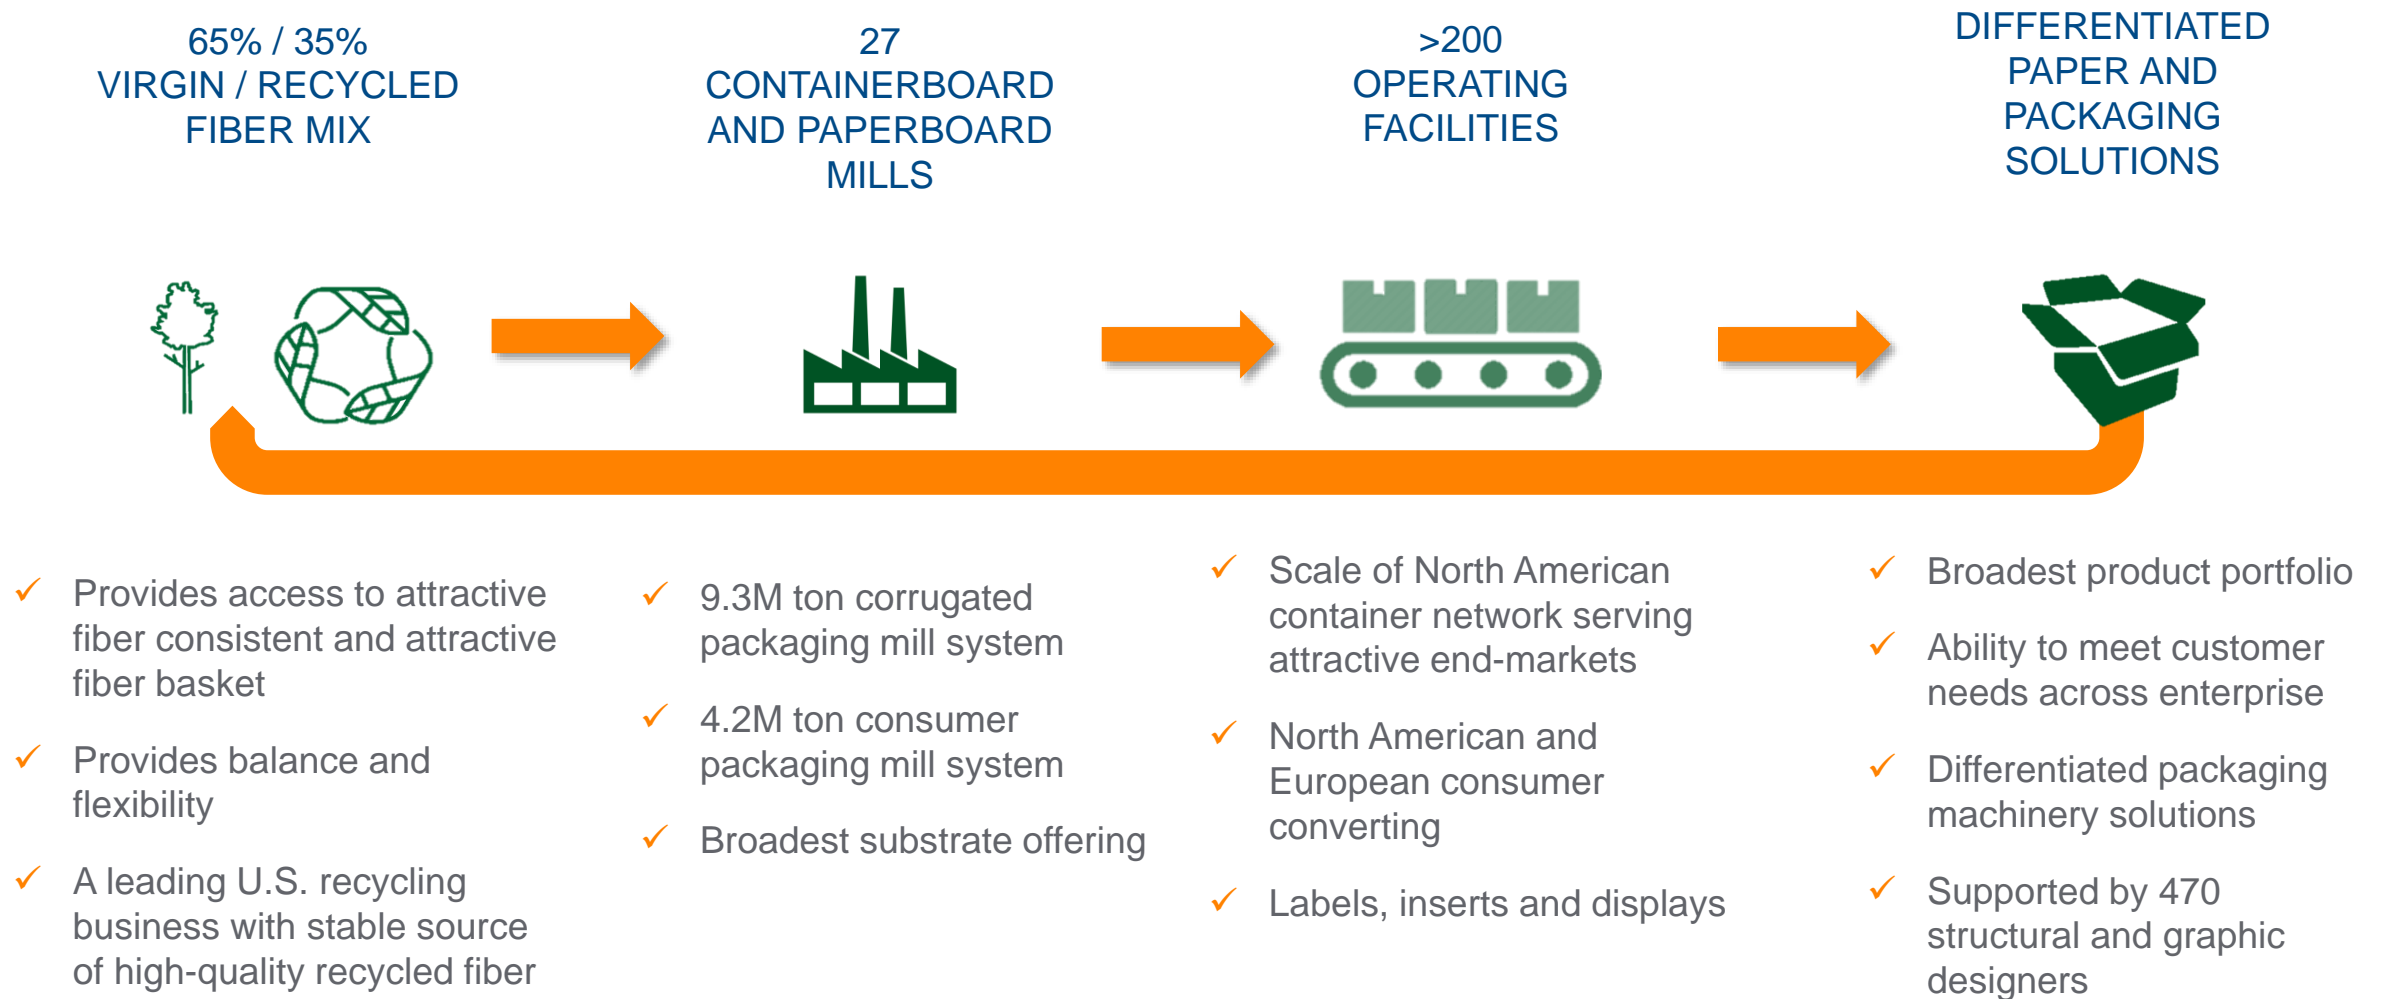 65% / 35%
VIRGIN / RECYCLED
FIBER MIX
27
CONTAINERBOARD
AND PAPERBOARD
MILLS
>200
OPERATING
FACILITIES
DIFFERENTIATED
PAPER AND
PACKAGING
SOLUTIONS
Provides access to attractive
fiber consistent and attractive
fiber basket
Provides balance and
flexibility
A leading U.S. recycling
business with stable source
of high-quality recycled fiber
9.3M ton corrugated
packaging mill system
4.2M ton consumer
packaging mill system
Broadest substrate offering
Scale of North American
container network serving
attractive end-markets
North American and
European consumer
converting
Labels, inserts and displays
Broadest product portfolio
Ability to meet customer
needs across enterprise
Differentiated packaging
machinery solutions
Supported by 470
structural and graphic
designers